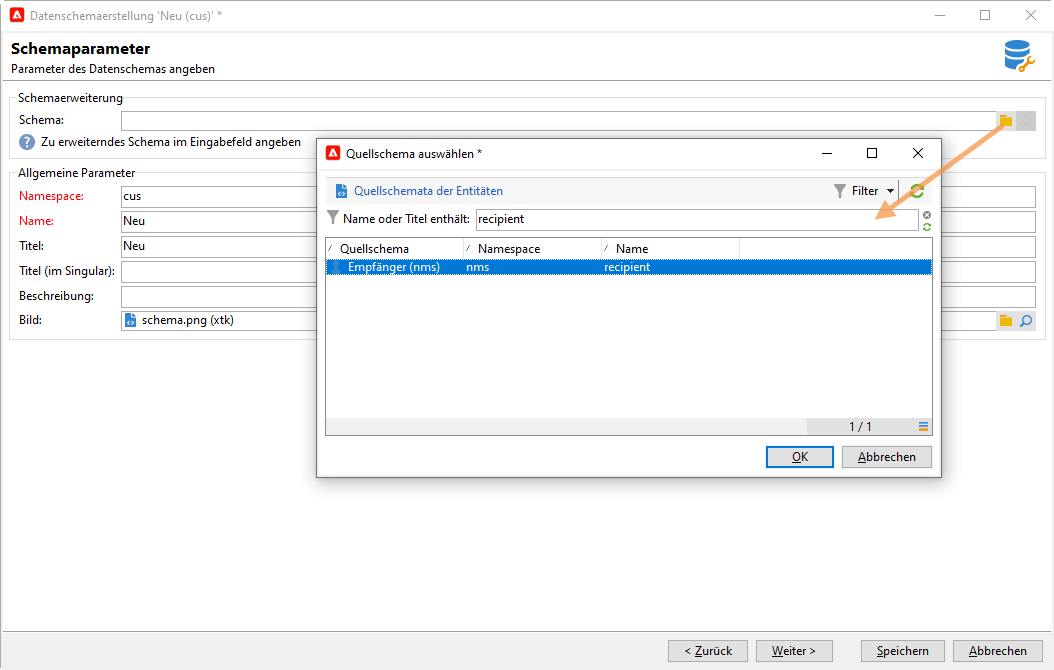 Datenschemaerstellung 'Neu (cus)' *
Schemaparameter
Parameter des Datenschemas angeben
Schemaerweiterung
Schema:
? Zu erweiterndes Schema im Eingabefeld angeben
Allgemeine Parameter
Namespace: cus
Name: Neu
Titel: Neu
Titel (im Singular):
Beschreibung:
Bild: schema.png (xtk)
Quellschema auswählen *
Quellschemata der Entitäten Filter
Name oder Titel enthält: recipient
Quellschema Namespace Name
Empfänger (nms) nms recipient
1 / 1
OK Abbrechen
< Zurück Weiter > Speichern Abbrechen